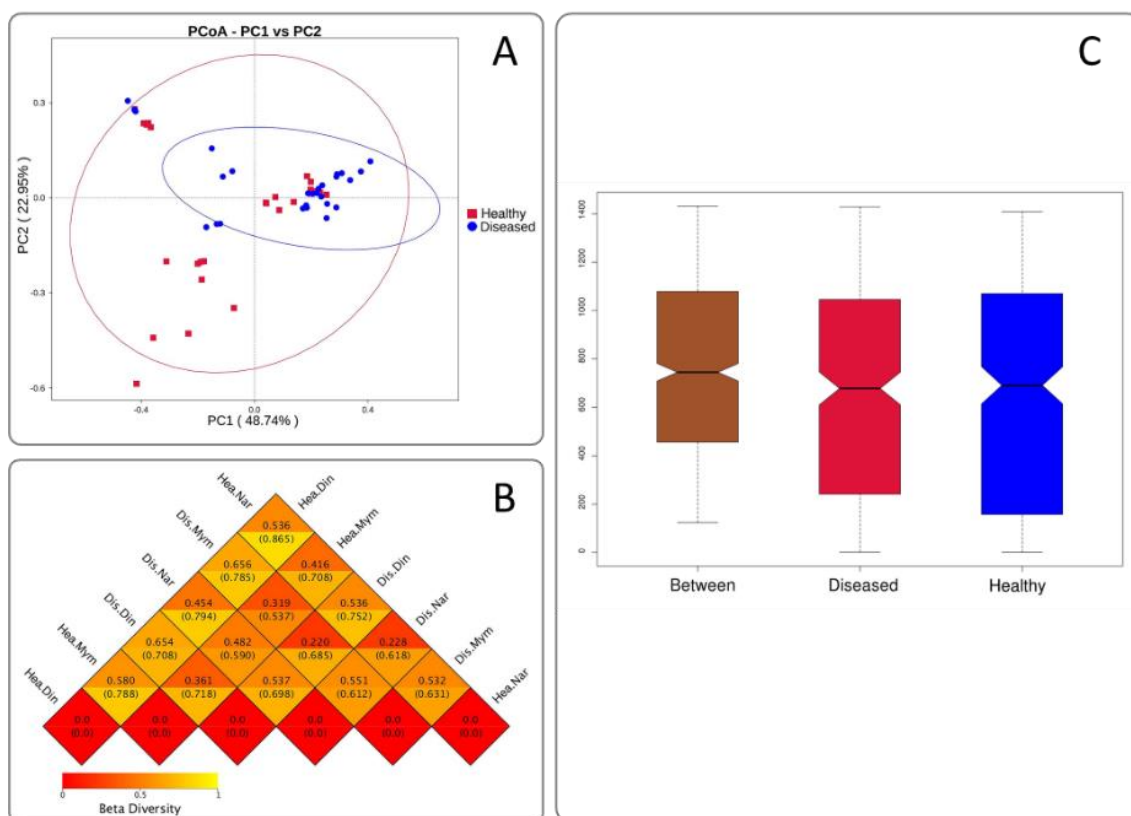 PCoA - PC1 vs PC2
A
0.3
0.0
-0.3
-0.6
PC2 ( 22.95%)
-0.4
0.0
0.4
PC1 ( 48.74%)
Healthy
Diseased
B
Hea.Nar
Hea.Din
Dis.Mym
Hea.Mym
Dis.Nar
Dis.Din
Dis.Din
Dis.Nar
Hea.Mym
Dis.Mym
Hea.Din
Hea.Nar
0.536
(0.865)
0.656 0.416
(0.785) (0.708)
0.454 0.319 0.536
(0.794) (0.537) (0.752)
0.654 0.482 0.220 0.228
(0.708) (0.590) (0.685) (0.618)
0.580 0.361 0.537 0.551 0.532
(0.788) (0.718) (0.698) (0.612) (0.631)
0.0 0.0 0.0 0.0 0.0 0.0
(0.0) (0.0) (0.0) (0.0) (0.0) (0.0)
0 0.5 1
Beta Diversity
C
1400
1200
1000
800
600
400
200
0
Between Diseased Healthy